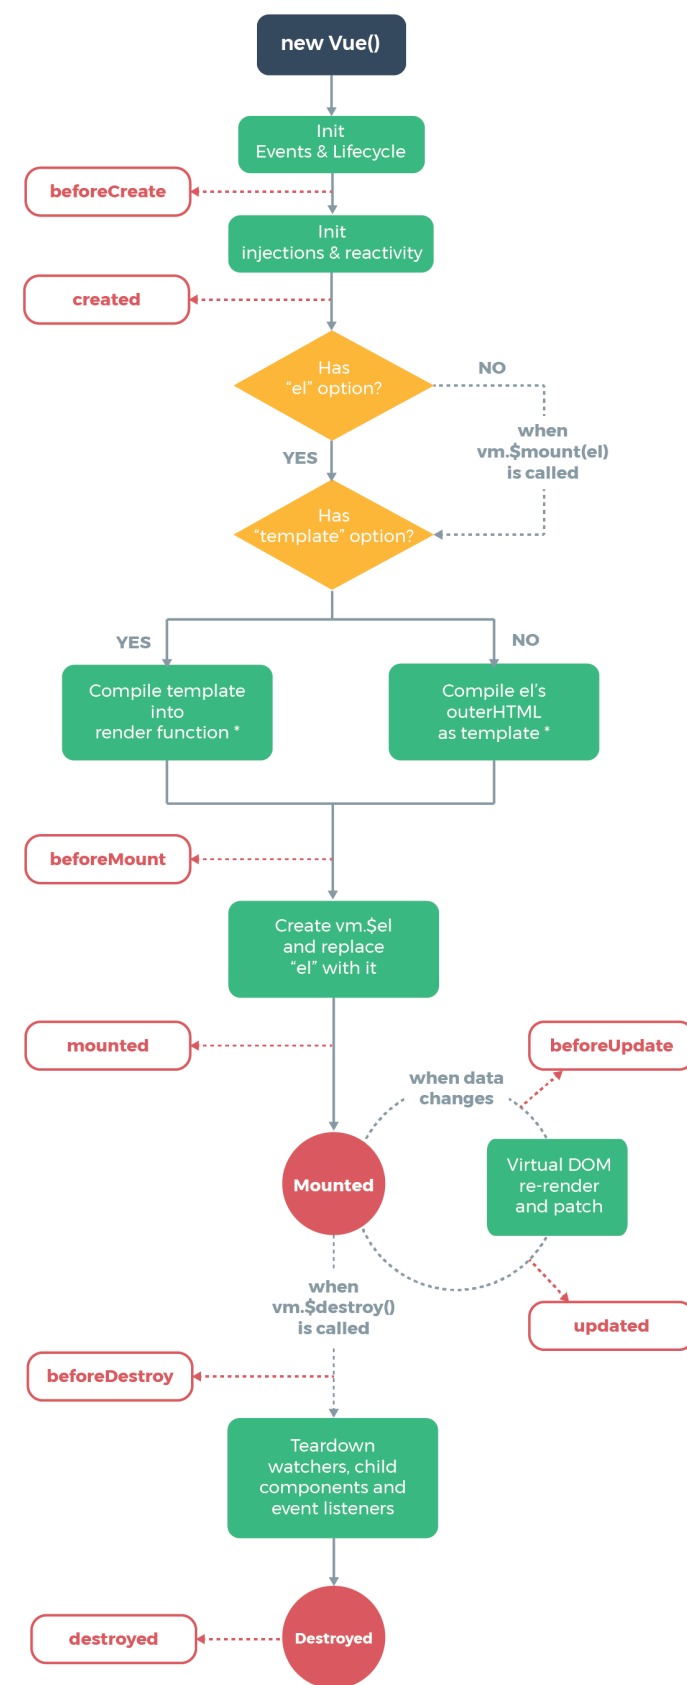 new Vue()
Init
Events & Lifecycle
beforeCreate
Init
injections & reactivity
created
Has
“el” option?
NO
when
vm.$mount(el)
is called
YES
Has
“template” option?
YES
NO
Compile template
into
render function *
Compile el’s
outerHTML
as template *
beforeMount
Create vm.$el
and replace
“el” with it
mounted
beforeUpdate
when data
changes
Mounted
Virtual DOM
re-render
and patch
when
vm.$destroy()
is called
updated
beforeDestroy
Teardown
watchers, child
components and
event listeners
destroyed
Destroyed